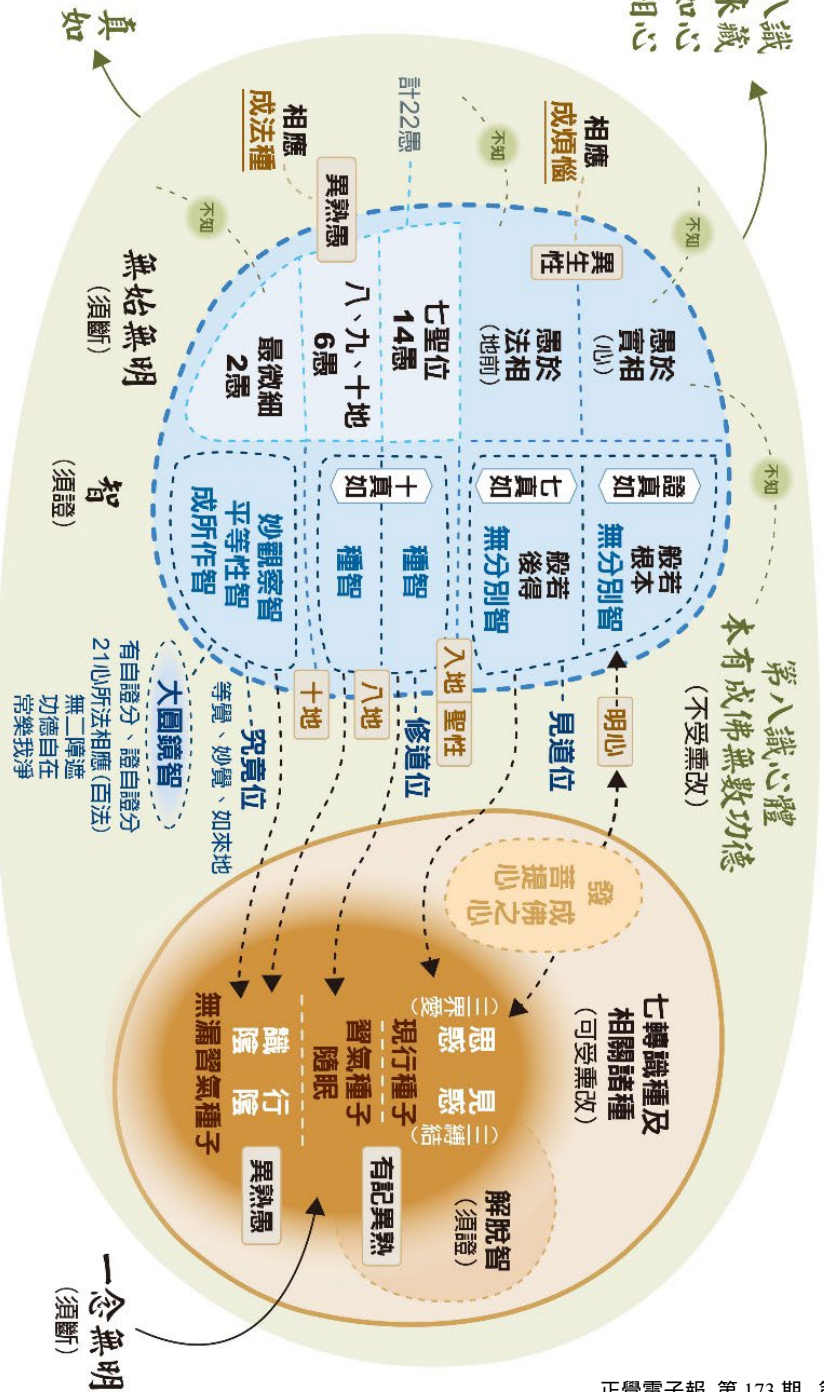 八識
來藏
如心
相心
真如
相應
成煩惱
計22愚
相應
成法種
不知
不知
不知
不知
異生性
異熟愚
無始無明
(須斷)
愚於
實相
(心)
愚於
法相
(地前)
七聖位
14愚
八、九、十地
6愚
最微細
2愚
智
(須證)
證真如
般若
根本
無分別智
七真如
般若
後得
無分別智
十真如
種智
種智
妙觀察智
平等性智
成所作智
第八識心體
本有成佛無數功德
(不受熏改)
明心
見道位
入地
聖性
修道位
八地
十地
究竟位
等覺、妙覺、如來地
大圓鏡智
有自證分、證自證分
21心所法相應(百法)
無二障遮
功德自在
常樂我淨
發
菩提心
成佛之心
七轉識種及
相關諸種
(可受熏改)
(三界愛)
思惑
見惑
(三縛結)
現行種子
習氣種子
隨眠
識陰
行陰
無漏習氣種子
解脫智
(須證)
有記異熟
異熟愚
一念無明
(須斷)
正覺電子報 第 173 期